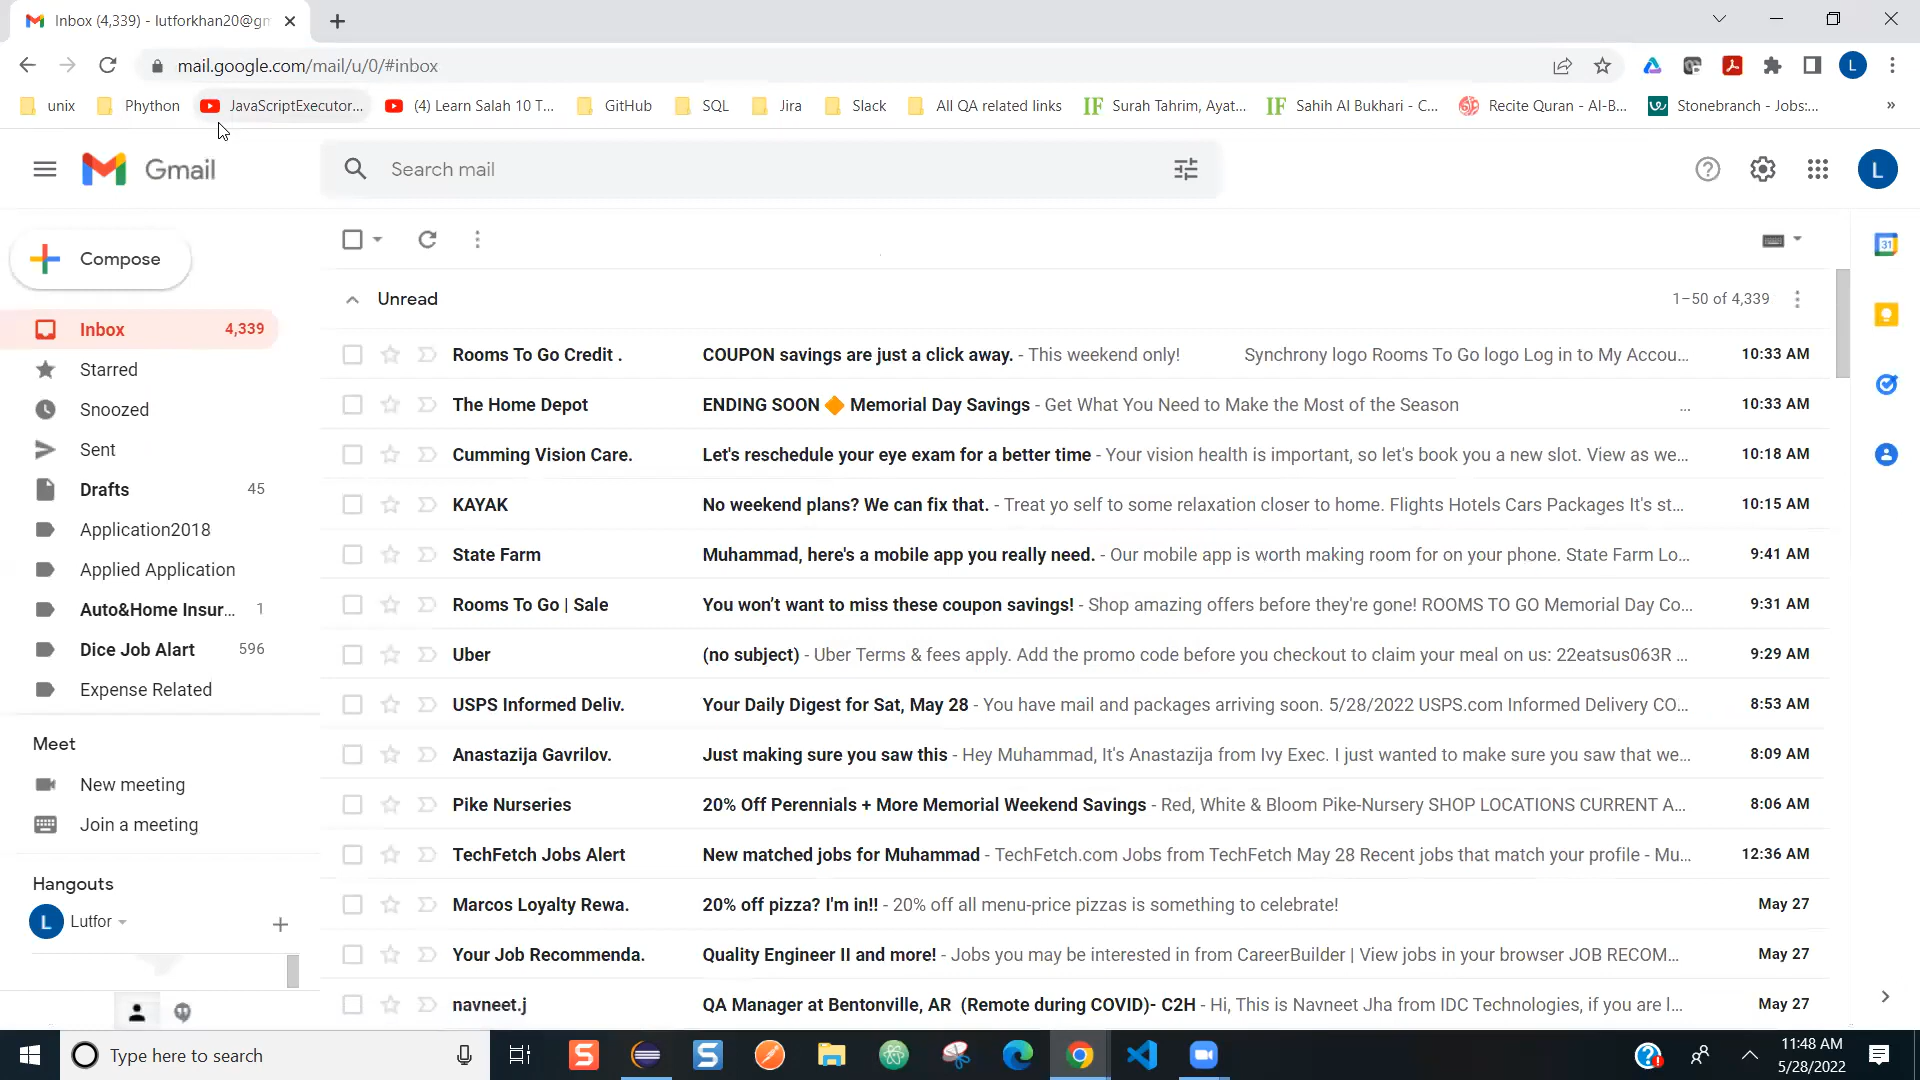 Inbox (4,339) - lutforkhan20@gm
mail.google.com/mail/u/0/#inbox
L
unix
Phython
JavaScriptExecutor...
(4) Learn Salah 10 T...
GitHub
SQL
Jira
Slack
All QA related links
IF Surah Tahrim, Ayat...
IF Sahih Al Bukhari - C...
Recite Quran - Al-B...
Stonebranch - Jobs:...
»
Gmail
Search mail
L
Compose
31
Unread
1–50 of 4,339
Inbox 4,339
Starred
Snoozed
Sent
Drafts 45
Application2018
Applied Application
Auto&Home Insur... 1
Dice Job Alart 596
Expense Related
Meet
New meeting
Join a meeting
Hangouts
L Lutfor
Rooms To Go Credit . COUPON savings are just a click away. - This weekend only! Synchrony logo Rooms To Go logo Log in to My Accou... 10:33 AM
The Home Depot ENDING SOON 🔶 Memorial Day Savings - Get What You Need to Make the Most of the Season ... 10:33 AM
Cumming Vision Care. Let's reschedule your eye exam for a better time - Your vision health is important, so let's book you a new slot. View as we... 10:18 AM
KAYAK No weekend plans? We can fix that. - Treat yo self to some relaxation closer to home. Flights Hotels Cars Packages It's st... 10:15 AM
State Farm Muhammad, here's a mobile app you really need. - Our mobile app is worth making room for on your phone. State Farm Lo... 9:41 AM
Rooms To Go | Sale You won’t want to miss these coupon savings! - Shop amazing offers before they're gone! ROOMS TO GO Memorial Day Co... 9:31 AM
Uber (no subject) - Uber Terms & fees apply. Add the promo code before you checkout to claim your meal on us: 22eatsus063R ... 9:29 AM
USPS Informed Deliv. Your Daily Digest for Sat, May 28 - You have mail and packages arriving soon. 5/28/2022 USPS.com Informed Delivery CO... 8:53 AM
Anastazija Gavrilov. Just making sure you saw this - Hey Muhammad, It's Anastazija from Ivy Exec. I just wanted to make sure you saw that we... 8:09 AM
Pike Nurseries 20% Off Perennials + More Memorial Weekend Savings - Red, White & Bloom Pike-Nursery SHOP LOCATIONS CURRENT A... 8:06 AM
TechFetch Jobs Alert New matched jobs for Muhammad - TechFetch.com Jobs from TechFetch May 28 Recent jobs that match your profile - Mu... 12:36 AM
Marcos Loyalty Rewa. 20% off pizza? I'm in!! - 20% off all menu-price pizzas is something to celebrate! May 27
Your Job Recommenda. Quality Engineer II and more! - Jobs you may be interested in from CareerBuilder | View jobs in your browser JOB RECOM... May 27
navneet.j QA Manager at Bentonville, AR (Remote during COVID)- C2H - Hi, This is Navneet Jha from IDC Technologies, if you are l... May 27
Type here to search
11:48 AM
5/28/2022